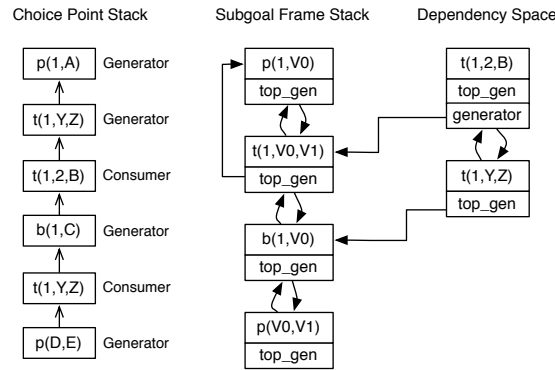 Choice Point Stack
p(1,A) Generator
t(1,Y,Z) Generator
t(1,2,B) Consumer
b(1,C) Generator
t(1,Y,Z) Consumer
p(D,E) Generator
Subgoal Frame Stack
p(1,V0)
top_gen
t(1,V0,V1)
top_gen
b(1,V0)
top_gen
p(V0,V1)
top_gen
Dependency Space
t(1,2,B)
top_gen
generator
t(1,Y,Z)
top_gen